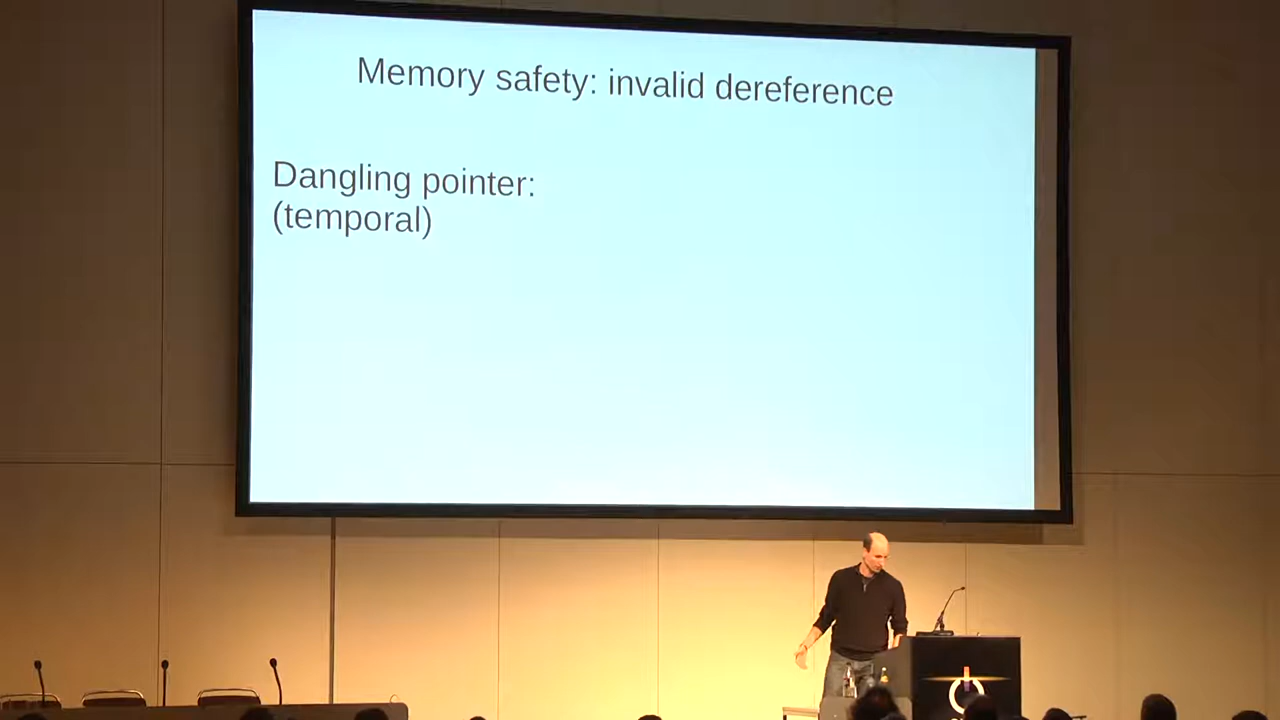 Memory safety: invalid dereference
Dangling pointer:
(temporal)